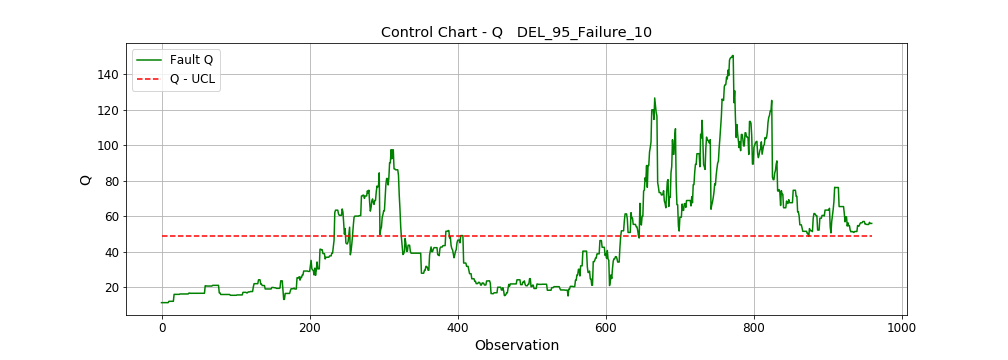 Control Chart - Q   DEL_95_Failure_10
Fault Q
Q - UCL
Q
140
120
100
80
60
40
20
0 200 400 600 800 1000
Observation